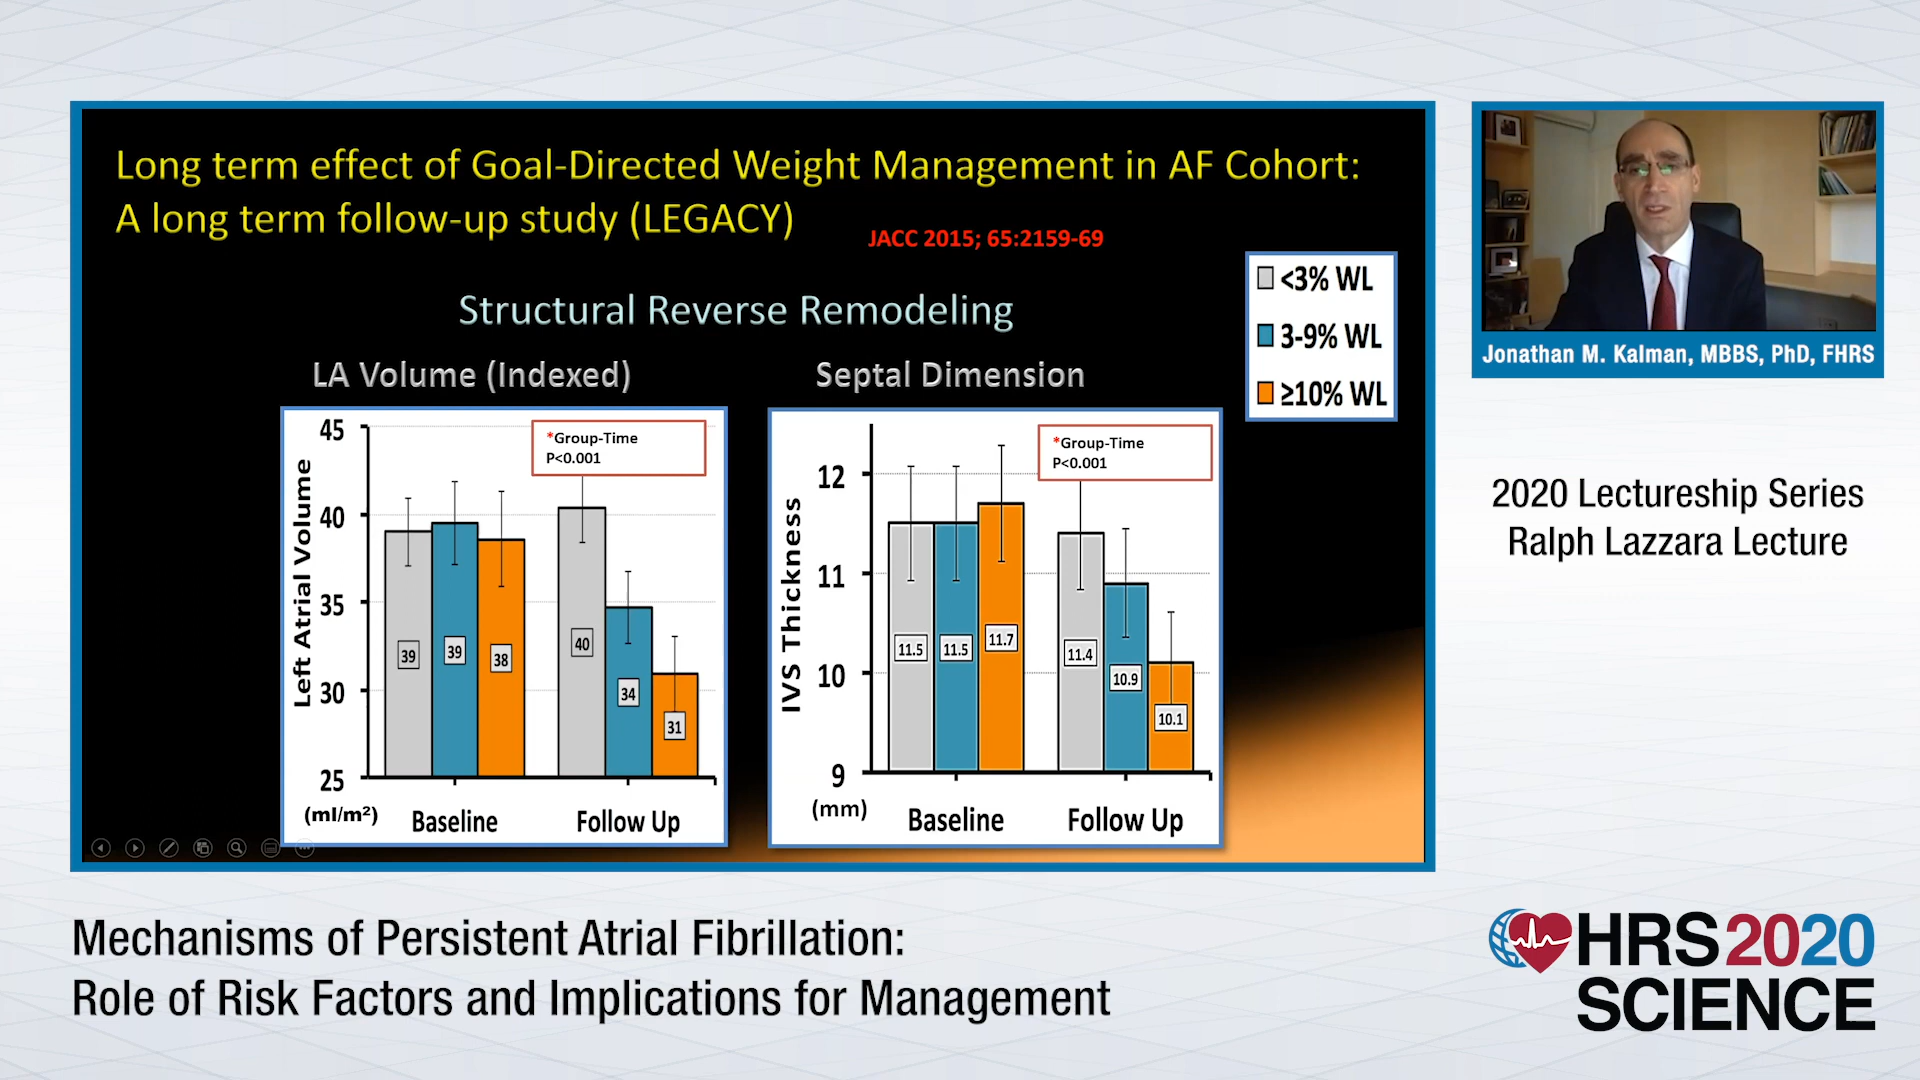 Long term effect of Goal-Directed Weight Management in AF Cohort:
A long term follow-up study (LEGACY)
JACC 2015; 65:2159-69
Structural Reverse Remodeling
<3% WL
3-9% WL
≥10% WL
LA Volume (Indexed)
Septal Dimension
*Group-Time
P<0.001
Left Atrial Volume
45
40
35
30
25
(ml/m²)
39
39
38
40
34
31
Baseline
Follow Up
*Group-Time
P<0.001
IVS Thickness
12
11
10
9
(mm)
11.5
11.5
11.7
11.4
10.9
10.1
Baseline
Follow Up
Jonathan M. Kalman, MBBS, PhD, FHRS
2020 Lectureship Series
Ralph Lazzara Lecture
Mechanisms of Persistent Atrial Fibrillation:
Role of Risk Factors and Implications for Management
HRS2020
SCIENCE